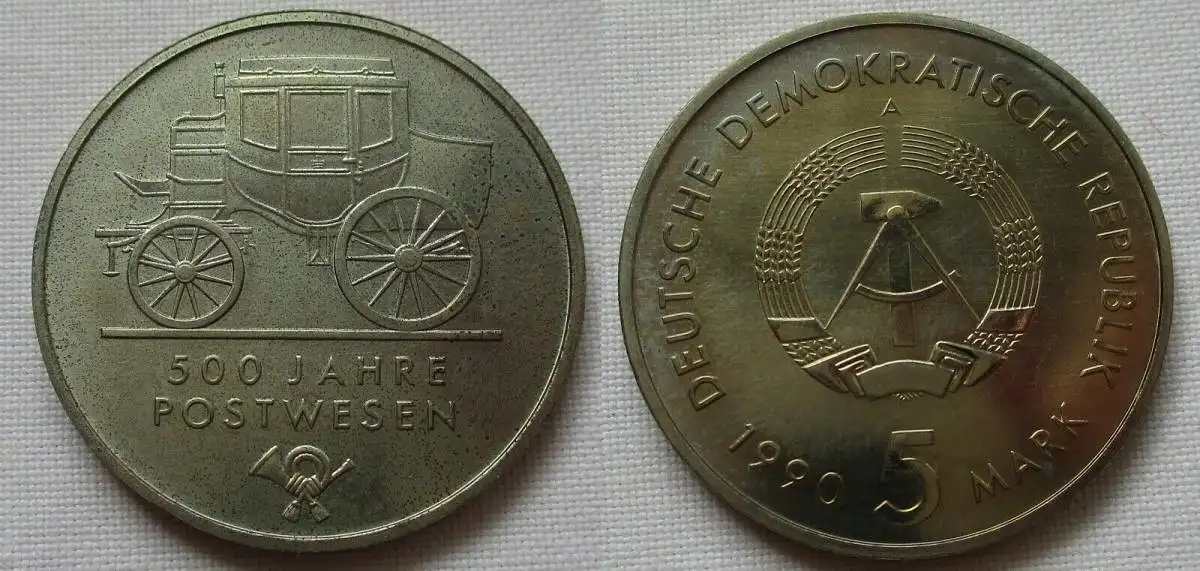 500 JAHRE
POSTWESEN
A
DEUTSCHE DEMOKRATISCHE REPUBLIK
1990 5 MARK